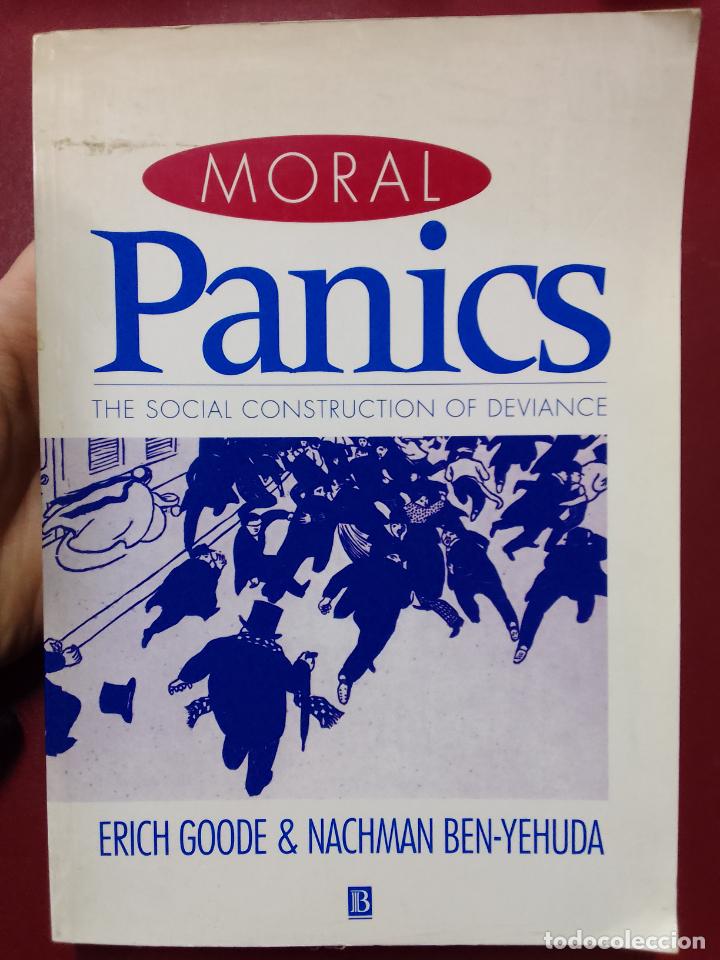 MORAL
Panics
THE SOCIAL CONSTRUCTION OF DEVIANCE
ERICH GOODE & NACHMAN BEN-YEHUDA
B
todocoleccion